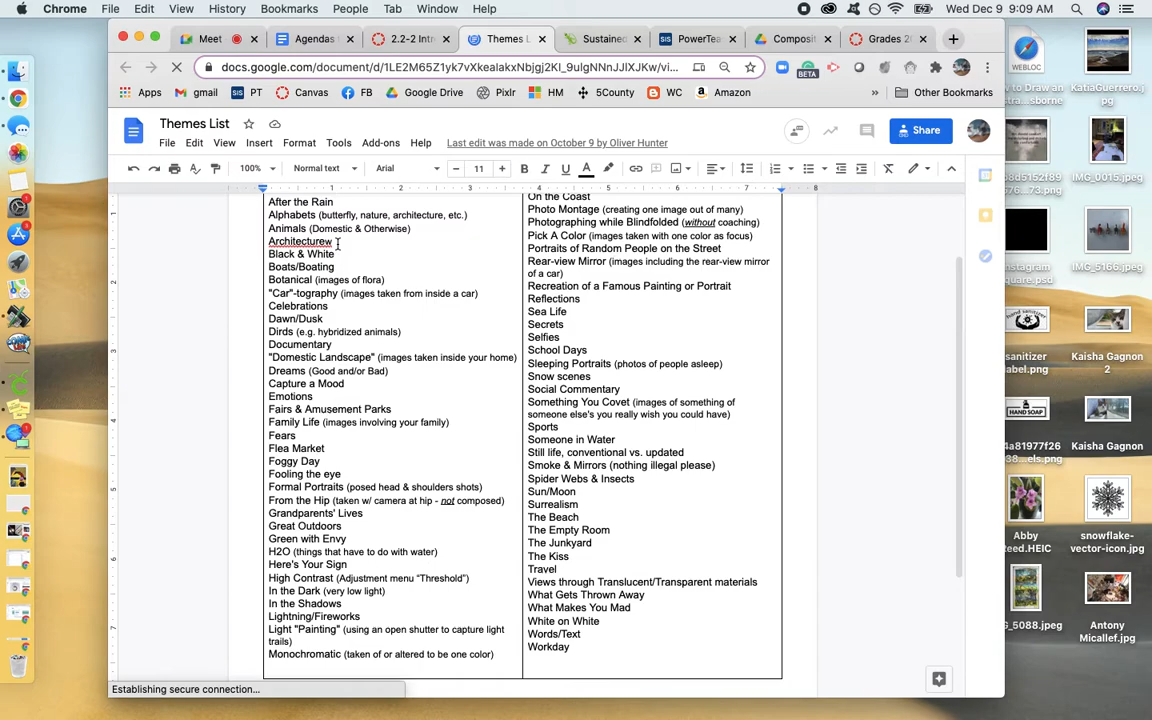 Chrome File Edit View History Bookmarks People Tab Window Help Wed Dec 9 9:09 AM
Meet Agendas 2.2-2 Intr Themes L Sustained PowerTea Composit Grades 20
docs.google.com/document/d/1LE2M65Z1yk7vXkealakxNbjgj2KI_9ulgNNnJJIXJKw/vi...
BETA
Apps gmail PT Canvas FB Google Drive Pixlr HM 5County WC Amazon » Other Bookmarks
Themes List
File Edit View Insert Format Tools Add-ons Help Last edit was made on October 9 by Oliver Hunter
Share
100% Normal text Arial 11
After the Rain
Alphabets (butterfly, nature, architecture, etc.)
Animals (Domestic & Otherwise)
Architecturew
Black & White
Boats/Boating
Botanical (images of flora)
"Car"-tography (images taken from inside a car)
Celebrations
Dawn/Dusk
Dirds (e.g. hybridized animals)
Documentary
"Domestic Landscape" (images taken inside your home)
Dreams (Good and/or Bad)
Capture a Mood
Emotions
Fairs & Amusement Parks
Family Life (images involving your family)
Fears
Flea Market
Foggy Day
Fooling the eye
Formal Portraits (posed head & shoulders shots)
From the Hip (taken w/ camera at hip - not composed)
Grandparents' Lives
Great Outdoors
Green with Envy
H2O (things that have to do with water)
Here's Your Sign
High Contrast (Adjustment menu “Threshold”)
In the Dark (very low light)
In the Shadows
Lightning/Fireworks
Light "Painting" (using an open shutter to capture light
trails)
Monochromatic (taken of or altered to be one color)
On the Coast
Photo Montage (creating one image out of many)
Photographing while Blindfolded (without coaching)
Pick A Color (images taken with one color as focus)
Portraits of Random People on the Street
Rear-view Mirror (images including the rear-view mirror
of a car)
Recreation of a Famous Painting or Portrait
Reflections
Sea Life
Secrets
Selfies
School Days
Sleeping Portraits (photos of people asleep)
Snow scenes
Social Commentary
Something You Covet (images of something of
someone else's you really wish you could have)
Sports
Someone in Water
Still life, conventional vs. updated
Smoke & Mirrors (nothing illegal please)
Spider Webs & Insects
Sun/Moon
Surrealism
The Beach
The Empty Room
The Junkyard
The Kiss
Travel
Views through Translucent/Transparent materials
What Gets Thrown Away
What Makes You Mad
White on White
Words/Text
Workday
Establishing secure connection...
WEBLOC
KatiaGuerrero.j
pg
IMG_0015.jpeg
IMG_5166.jpeg
Kaisha Gagnon
2
HAND SOAP
Kaisha Gagnon
Abby
eed.HEIC
snowflake-
vector-icon.jpg
G_5088.jpeg
Antony
Micallef.jpg